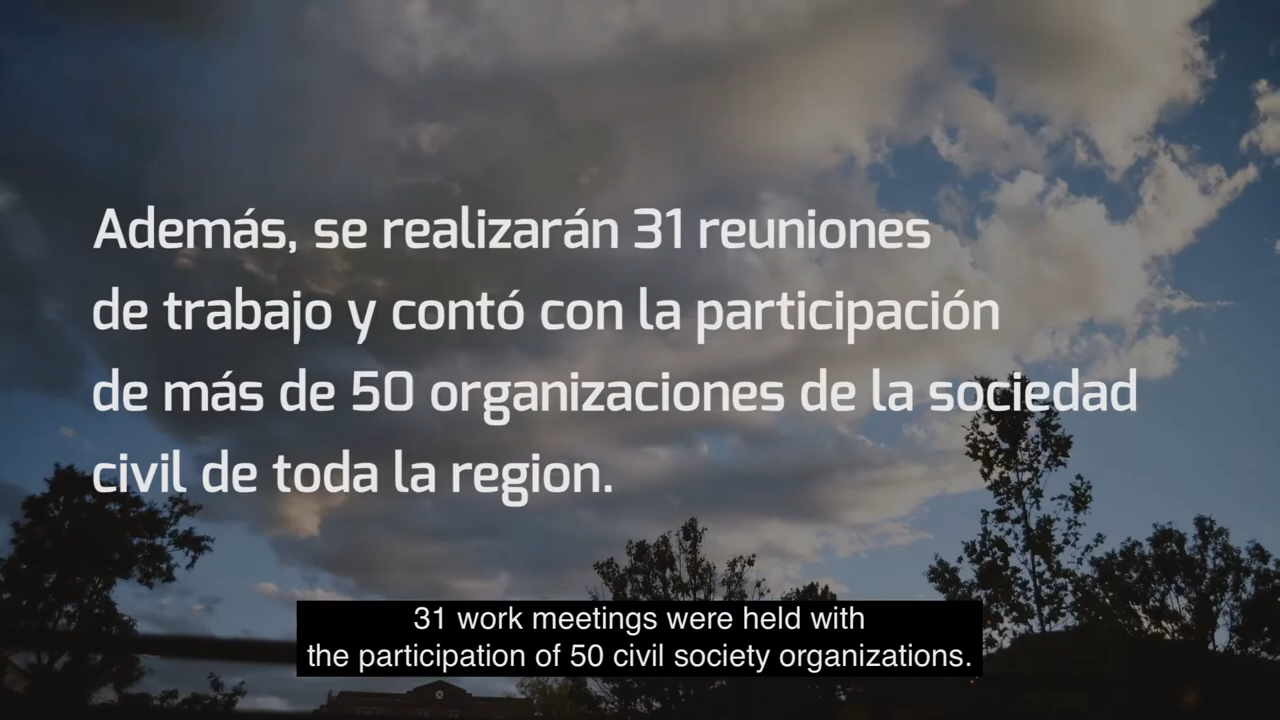 Además, se realizarán 31 reuniones
de trabajo y contó con la participación
de más de 50 organizaciones de la sociedad
civil de toda la region.
31 work meetings were held with
the participation of 50 civil society organizations.